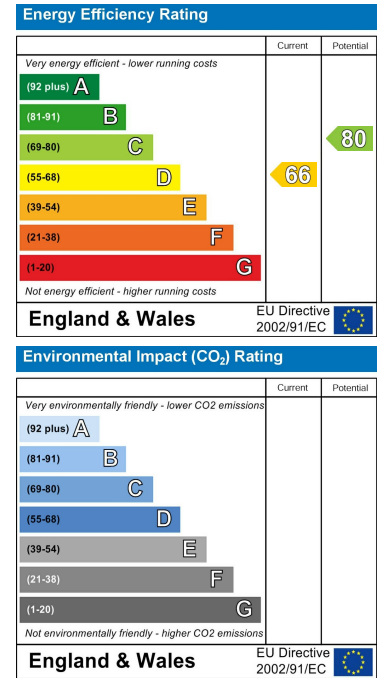 Energy Efficiency Rating
Current Potential
Very energy efficient - lower running costs
(92 plus) A
(81-91) B
(69-80) C
80
(55-68) D
66
(39-54) E
(21-38) F
(1-20) G
Not energy efficient - higher running costs
England & Wales
EU Directive
2002/91/EC
Environmental Impact (CO₂) Rating
Current Potential
Very environmentally friendly - lower CO2 emissions
(92 plus) A
(81-91) B
(69-80) C
(55-68) D
(39-54) E
(21-38) F
(1-20) G
Not environmentally friendly - higher CO2 emissions
England & Wales
EU Directive
2002/91/EC